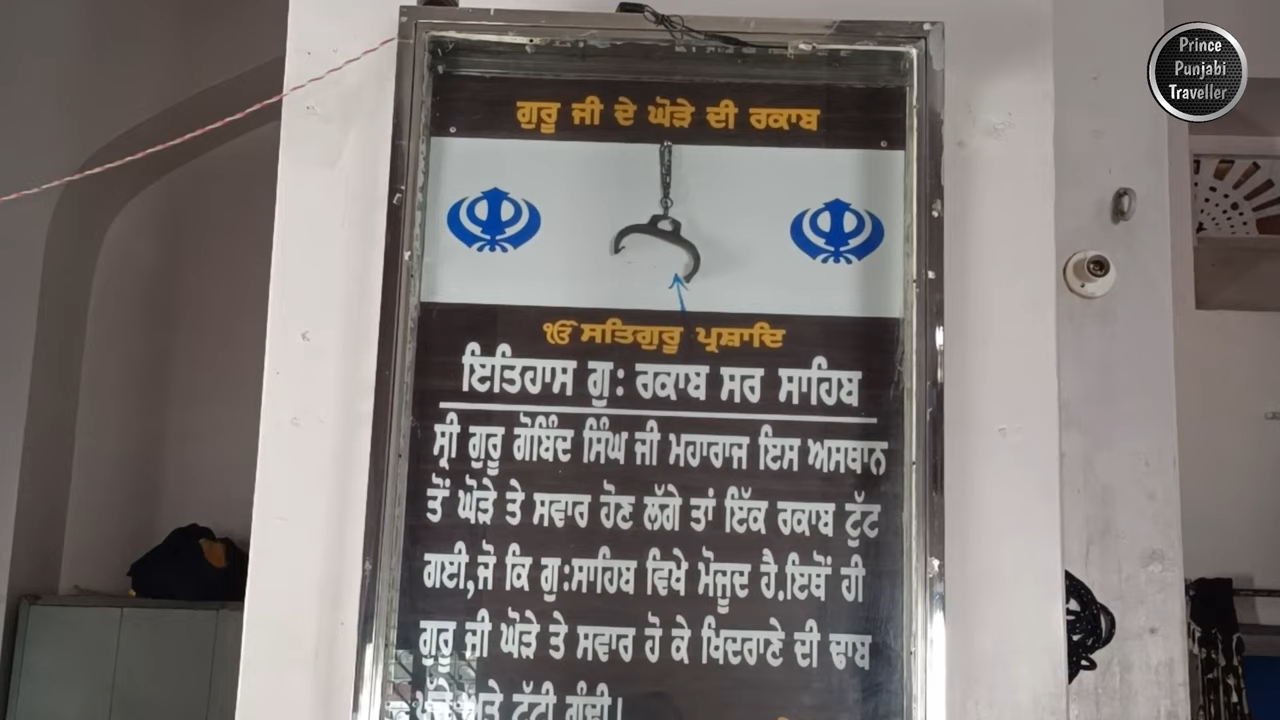 Prince
Punjabi
Traveller
ਗੁਰੂ ਜੀ ਦੇ ਘੋੜੇ ਦੀ ਰਕਾਬ
ੴ ਸਤਿਗੁਰੂ ਪ੍ਰਸ਼ਾਦਿ
ਇਤਿਹਾਸ ਗੁ: ਰਕਾਬ ਸਰ ਸਾਹਿਬ
ਸ੍ਰੀ ਗੁਰੂ ਗੋਬਿੰਦ ਸਿੰਘ ਜੀ ਮਹਾਰਾਜ ਇਸ ਅਸਥਾਨ
ਤੋਂ ਘੋੜੇ ਤੇ ਸਵਾਰ ਹੋਣ ਲੱਗੇ ਤਾਂ ਇੱਕ ਰਕਾਬ ਟੁੱਟ
ਗਈ,ਜੋ ਕਿ ਗੁ:ਸਾਹਿਬ ਵਿਖੇ ਮੌਜੂਦ ਹੈ.ਇਥੋਂ ਹੀ
ਗੁਰੂ ਜੀ ਘੋੜੇ ਤੇ ਸਵਾਰ ਹੋ ਕੇ ਖਿਦਰਾਣੇ ਦੀ ਢਾਬ
ਟੁੱਟੀ ਗੰਢੀ।